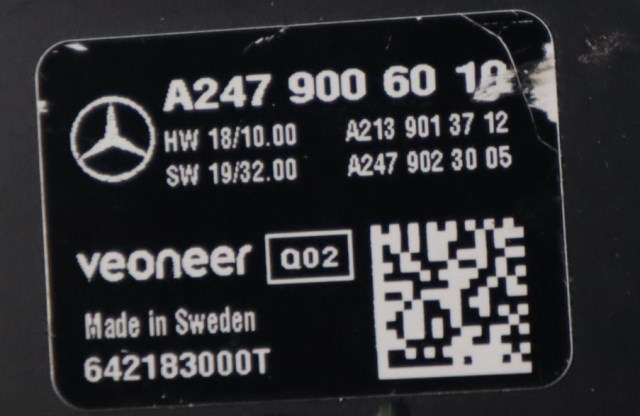 A247 900 60 10
HW 18/10.00 A213 901 37 12
SW 19/32.00 A247 902 30 05
veoneer Q02
Made in Sweden
642183000T